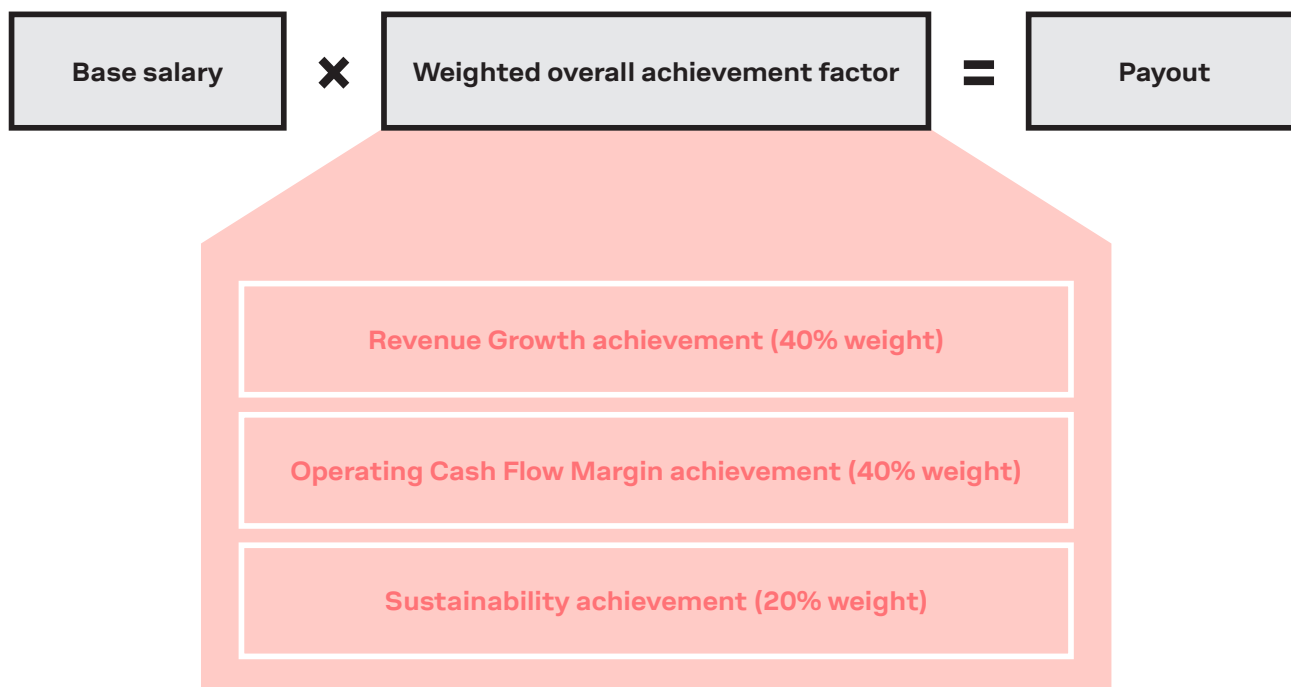 Base salary × Weighted overall achievement factor = Payout
Revenue Growth achievement (40% weight)
Operating Cash Flow Margin achievement (40% weight)
Sustainability achievement (20% weight)